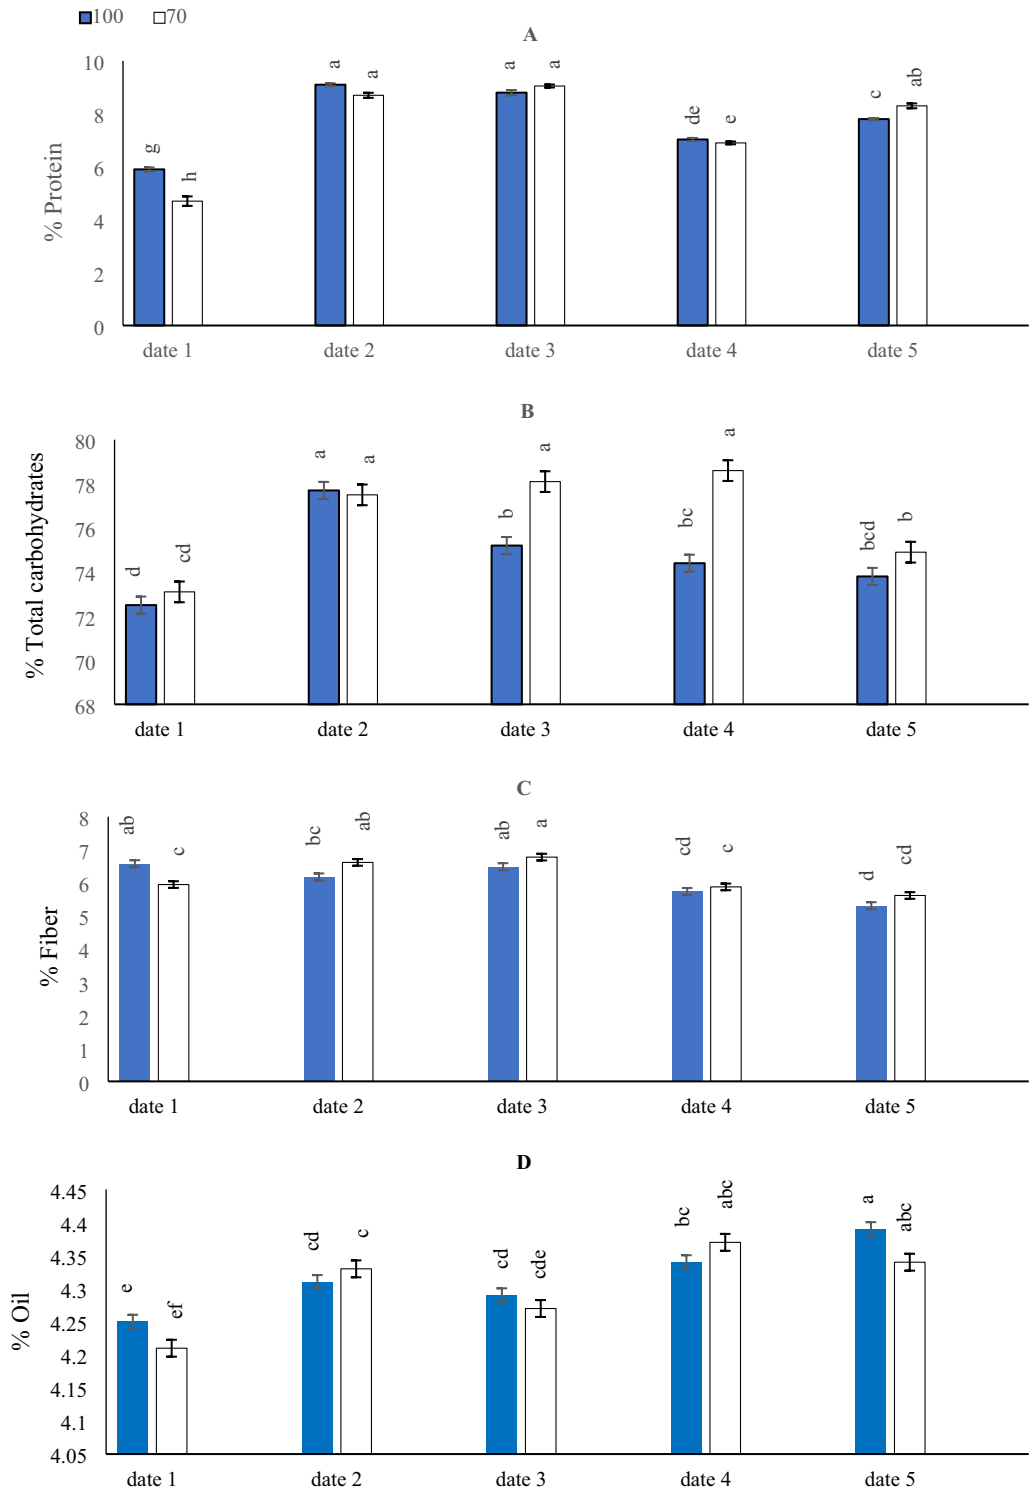 100 70
A
% Protein
10
8
6
4
2
0
g h a a a a de e c ab
date 1 date 2 date 3 date 4 date 5
B
% Total carbohydrates
80
78
76
74
72
70
68
d cd a a b a bc a bcd b
date 1 date 2 date 3 date 4 date 5
C
% Fiber
8
7
6
5
4
3
2
1
0
ab c bc ab ab a cd c d cd
date 1 date 2 date 3 date 4 date 5
D
% Oil
4.45
4.4
4.35
4.3
4.25
4.2
4.15
4.1
4.05
e ef cd c cd cde bc abc a abc
date 1 date 2 date 3 date 4 date 5